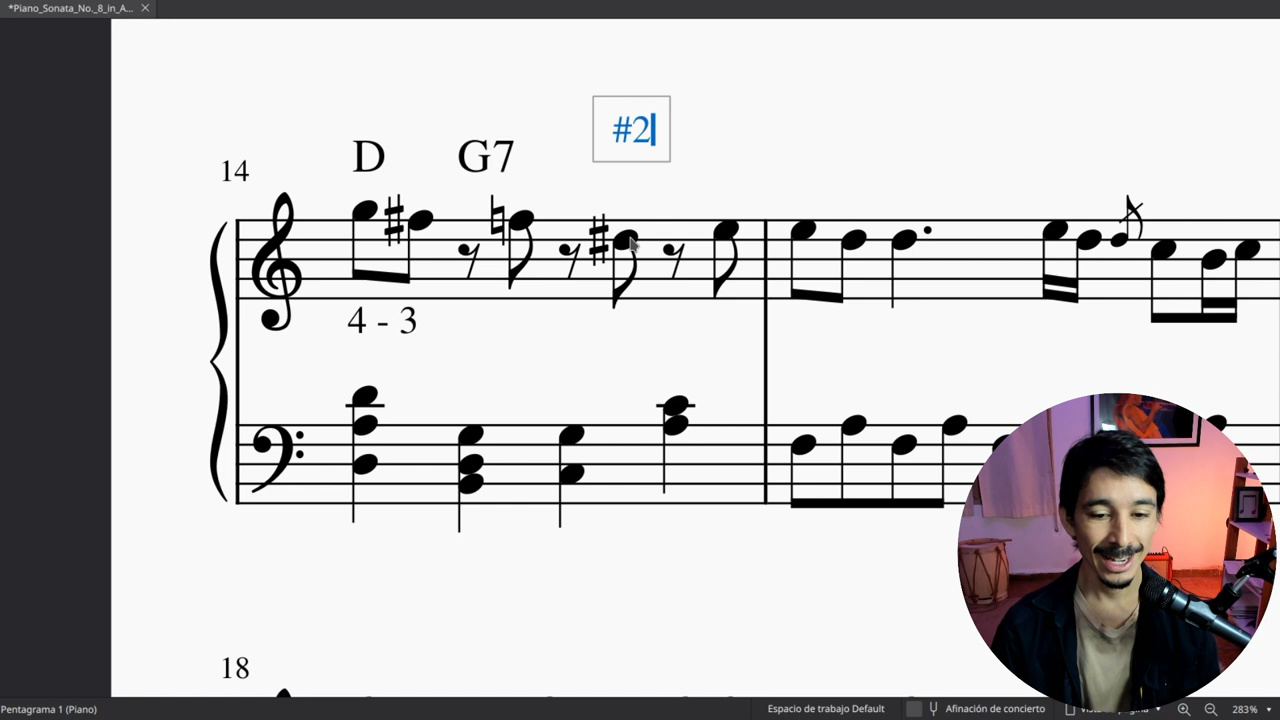 *Piano_Sonata_No._8_in_A...
#2
D G7
14
4 - 3
18
Pentagrama 1 (Piano)
Espacio de trabajo Default
Afinación de concierto
283%